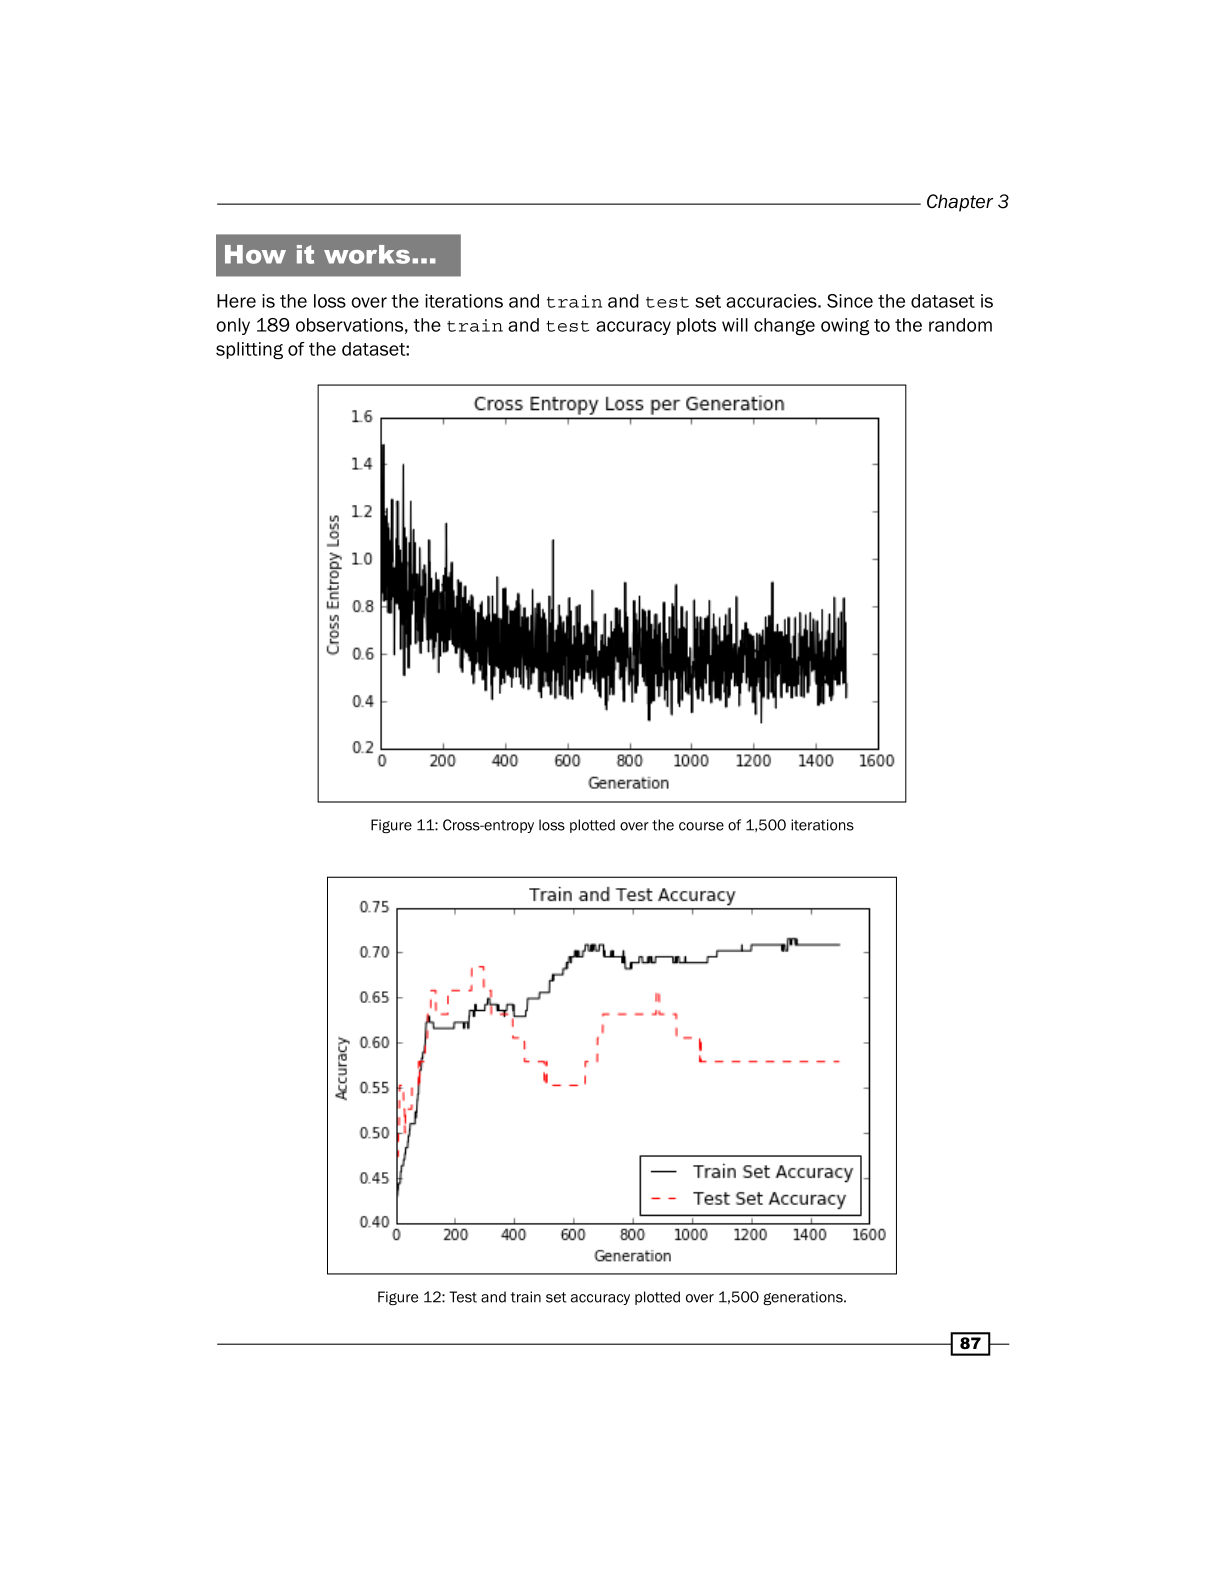 Chapter 3
How it works…
Here is the loss over the iterations and train and test set accuracies. Since the dataset is
only 189 observations, the train and test accuracy plots will change owing to the random
splitting of the dataset:
Cross Entropy Loss per Generation
1.6
1.4
1.2
1.0
0.8
0.6
0.4
0.2
Cross Entropy Loss
0 200 400 600 800 1000 1200 1400 1600
Generation
Figure 11: Cross-entropy loss plotted over the course of 1,500 iterations
Train and Test Accuracy
0.75
0.70
0.65
0.60
0.55
0.50
0.45
0.40
Accuracy
Train Set Accuracy
Test Set Accuracy
0 200 400 600 800 1000 1200 1400 1600
Generation
Figure 12: Test and train set accuracy plotted over 1,500 generations.
87